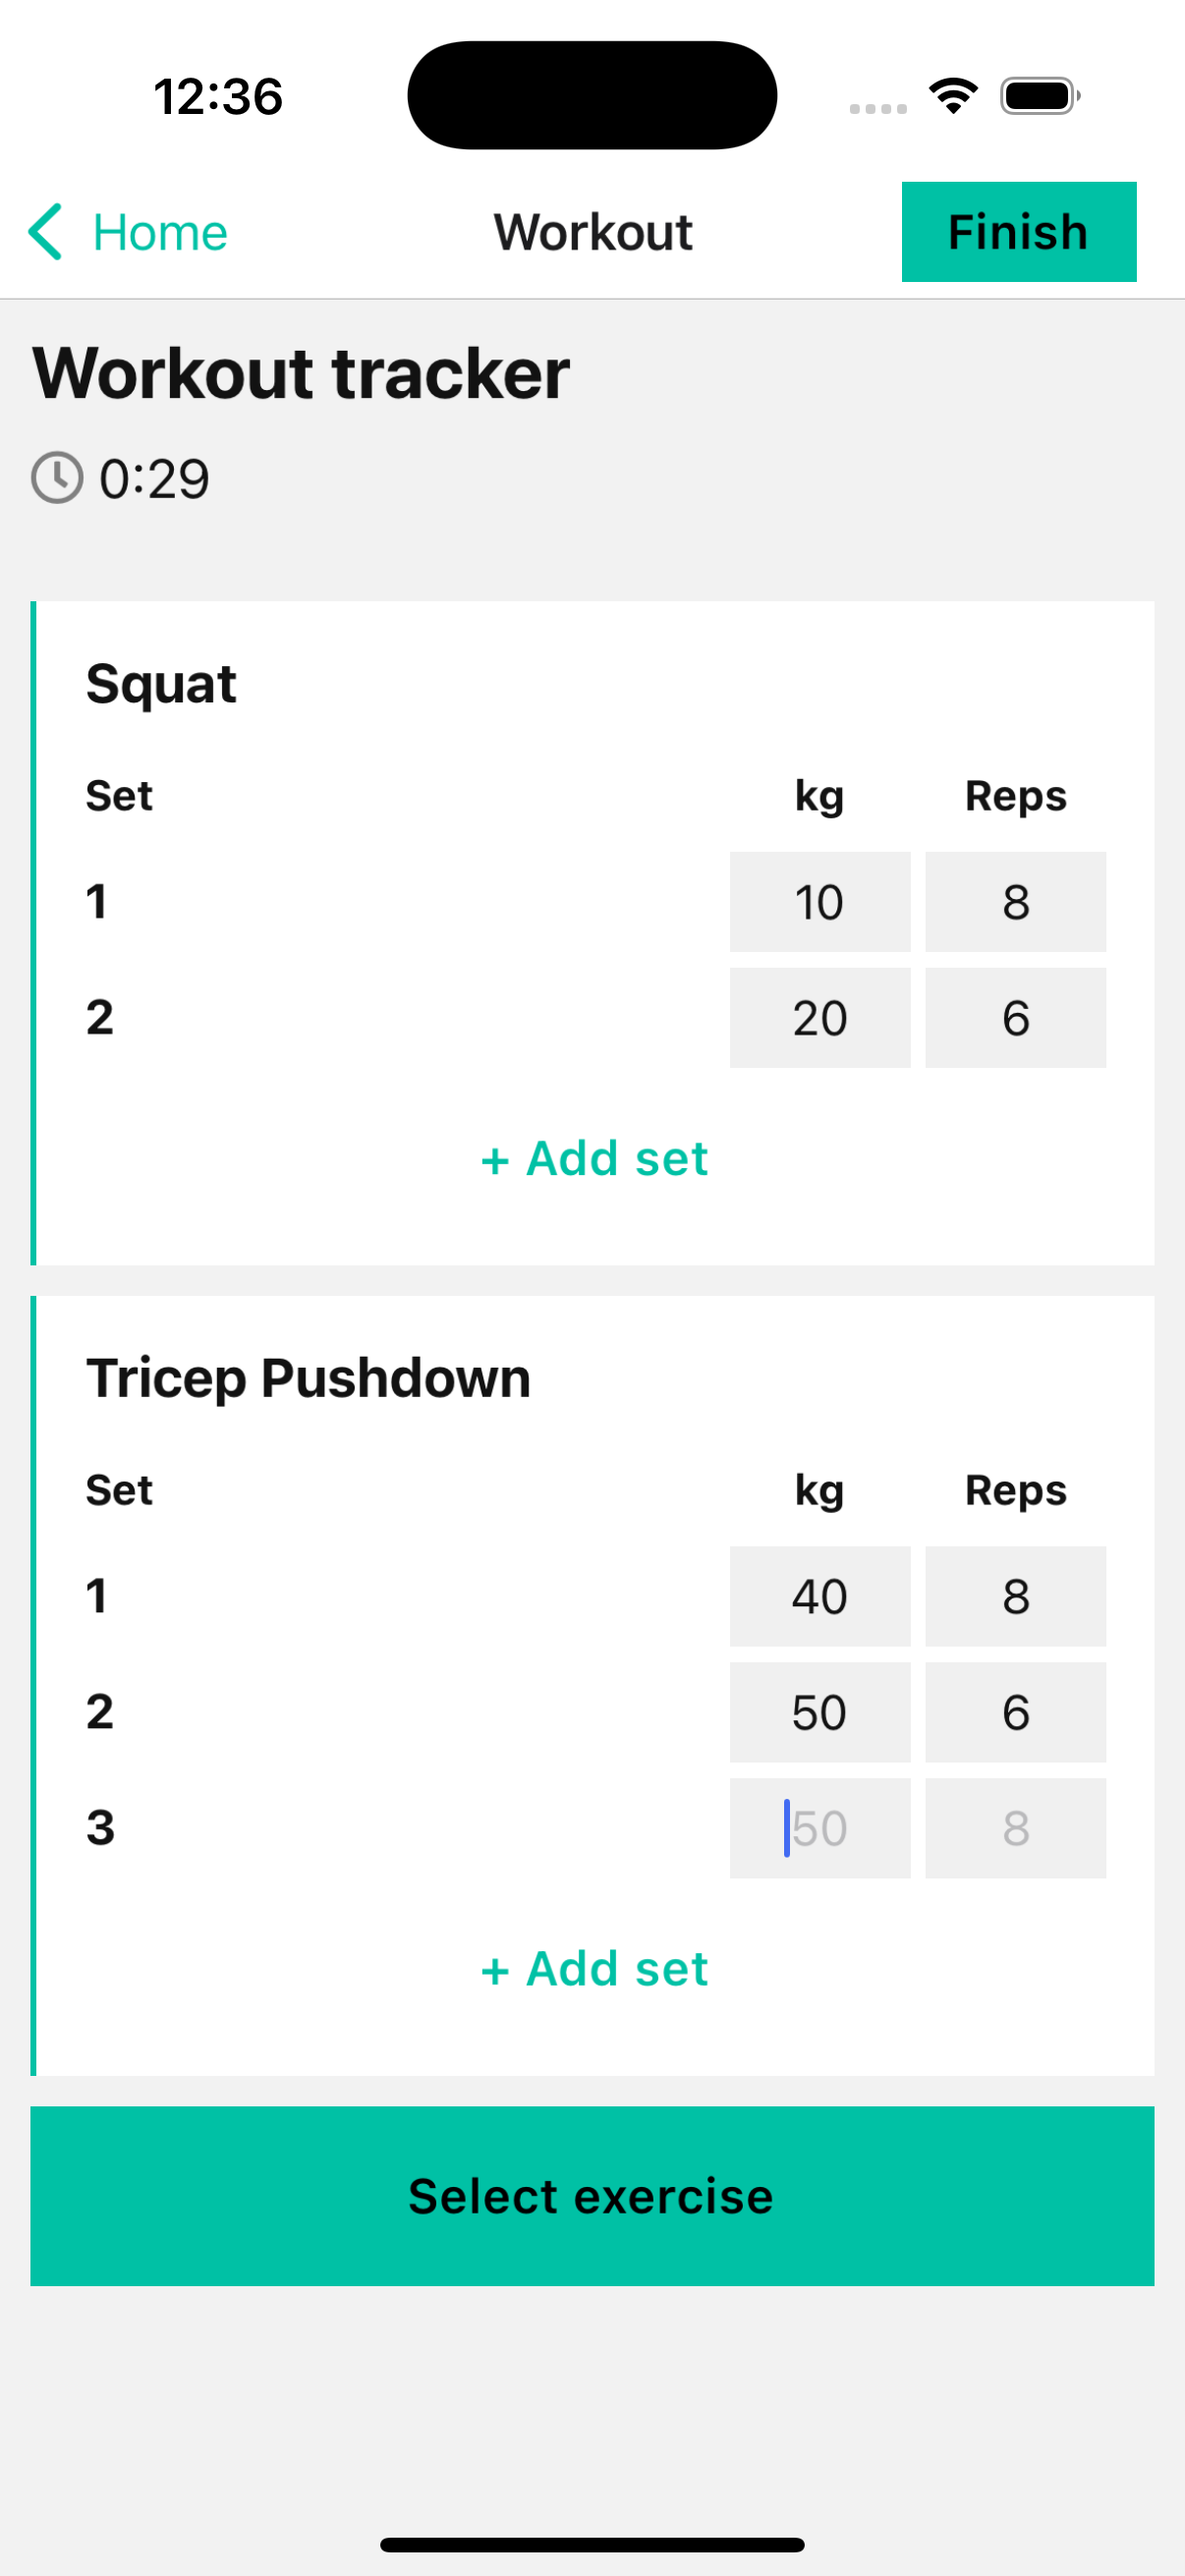 12:36
Home Workout Finish
Workout tracker
0:29
Squat
Set kg Reps
1 10 8
2 20 6
+ Add set
Tricep Pushdown
Set kg Reps
1 40 8
2 50 6
3 50 8
+ Add set
Select exercise